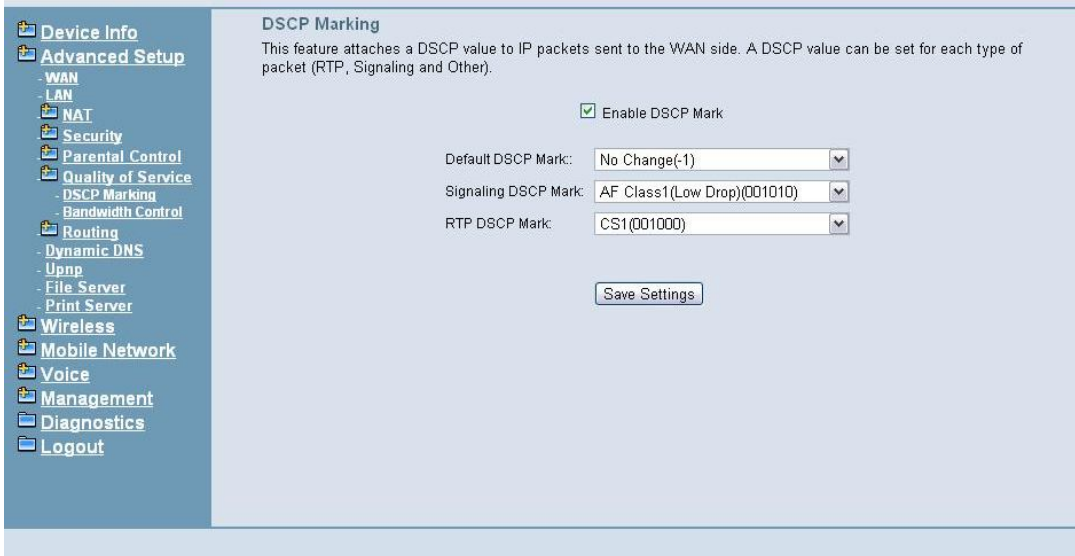 Device Info
Advanced Setup
- WAN
- LAN
NAT
Security
Parental Control
Quality of Service
- DSCP Marking
- Bandwidth Control
Routing
- Dynamic DNS
- Upnp
- File Server
- Print Server
Wireless
Mobile Network
Voice
Management
Diagnostics
Logout
DSCP Marking
This feature attaches a DSCP value to IP packets sent to the WAN side. A DSCP value can be set for each type of
packet (RTP, Signaling and Other).
Enable DSCP Mark
Default DSCP Mark:: No Change(-1)
Signaling DSCP Mark: AF Class1(Low Drop)(001010)
RTP DSCP Mark: CS1(001000)
Save Settings